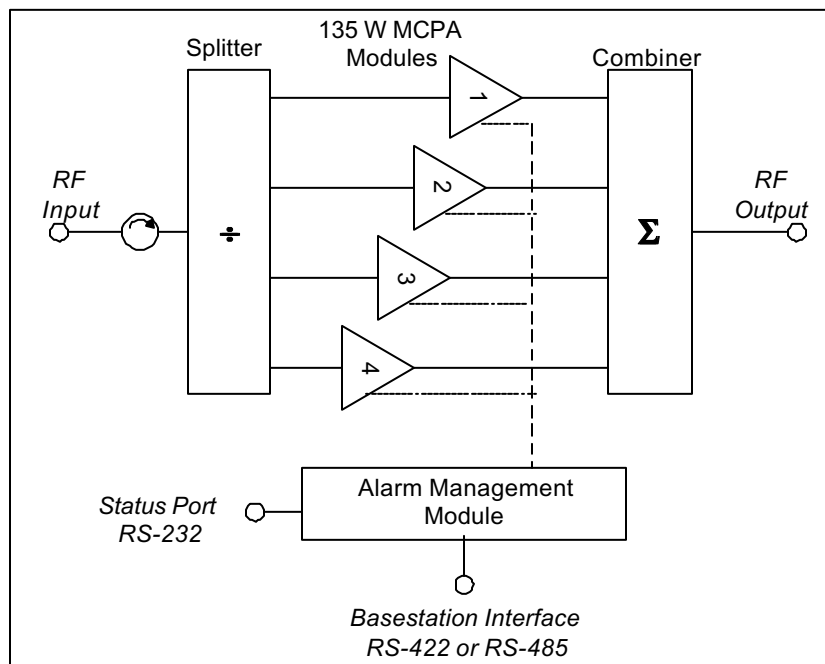 135 W MCPA
Modules
Splitter
Combiner
1
2
3
4
RF
Input
÷
Σ
RF
Output
Alarm Management
Module
Status Port
RS-232
Basestation Interface
RS-422 or RS-485